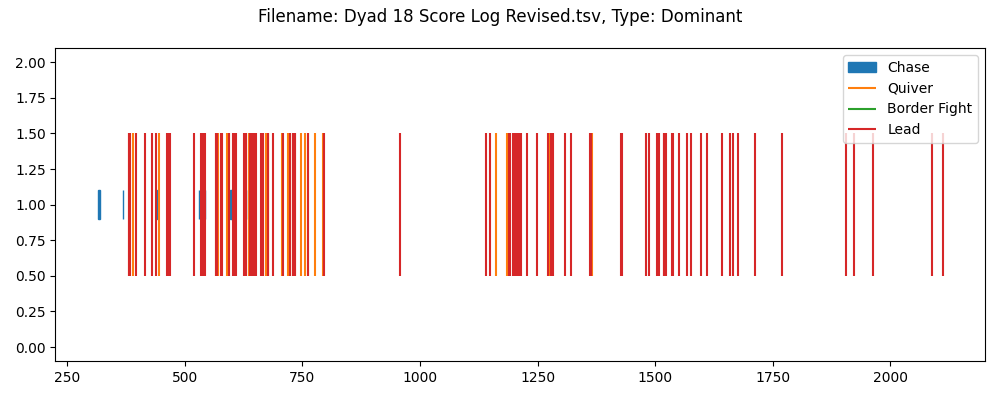 Filename: Dyad 18 Score Log Revised.tsv, Type: Dominant
2.00
1.75
1.50
1.25
1.00
0.75
0.50
0.25
0.00
Chase
Quiver
Border Fight
Lead
250 500 750 1000 1250 1500 1750 2000